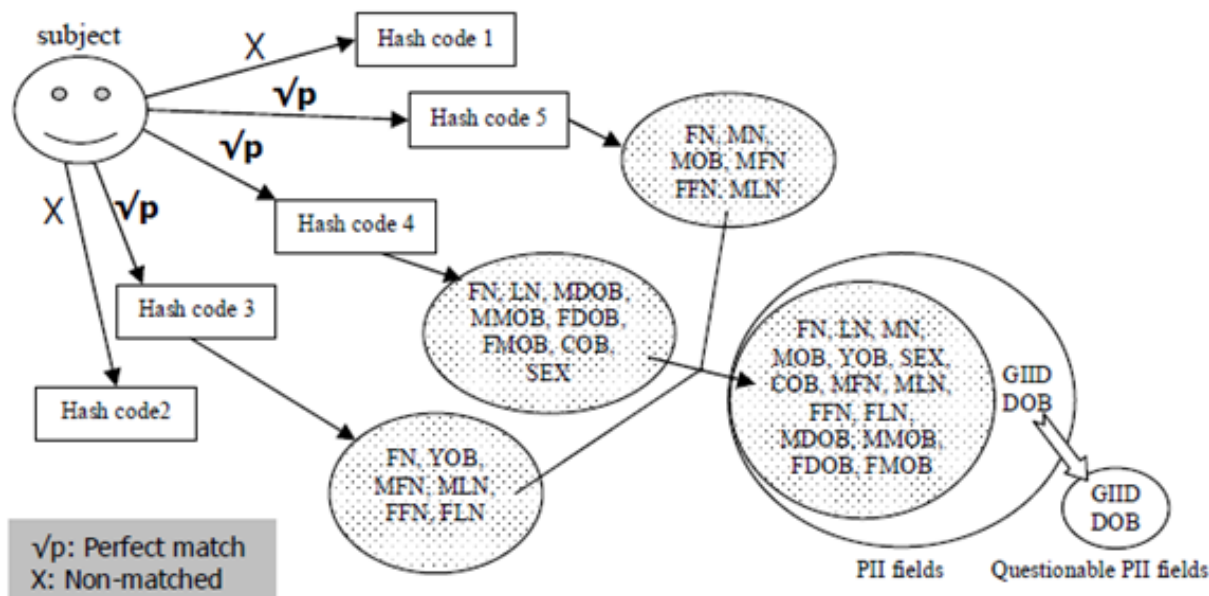 subject
X
Hash code 1
√p
Hash code 5
FN, MN,
MOB, MFN
FFN, MLN
√p
Hash code 4
X
√p
Hash code 3
Hash code2
FN, LN, MDOB,
MMOB, FDOB,
FMOB, COB,
SEX
FN, YOB,
MFN, MLN,
FFN, FLN
FN, LN, MN,
MOB, YOB, SEX,
COB, MFN, MLN,
FFN, FLN,
MDOB, MMOB,
FDOB, FMOB
GIID
DOB
GIID
DOB
PII fields
Questionable PII fields
√p: Perfect match
X: Non-matched